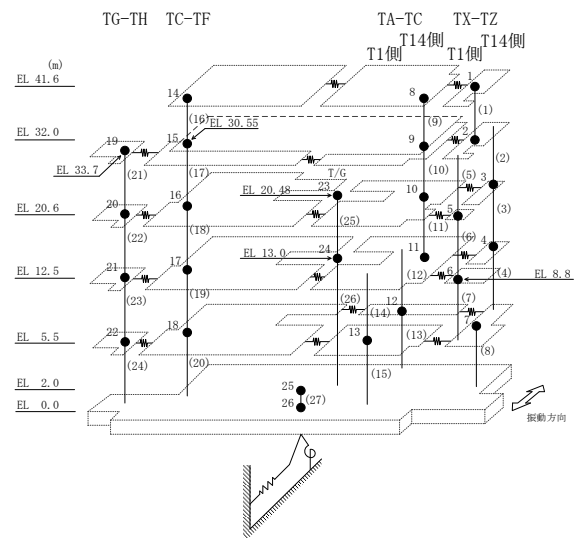 TG-TH TC-TF TA-TC TX-TZ
T14側 T14側
T1側 T1側
(m)
EL 41.6
14 8 1
(16) (9) (1)
EL 32.0
19 15 EL 30.55 9 2
EL 33.7 (21) (17) (10) (2)
T/G
EL 20.48 23 (5) 3
16 10 (3)
EL 20.6
20 (22) (18) (25) (11) 5
EL 13.0 24 (6) 4
EL 12.5
21 17 11 6 (4) EL 8.8
(23) (19) (12)
(26) (14) 12 (7)
EL 5.5
22 18 13 (13) 7
(24) (20) (15) (8)
EL 2.0
25
EL 0.0
26 (27)
振動方向